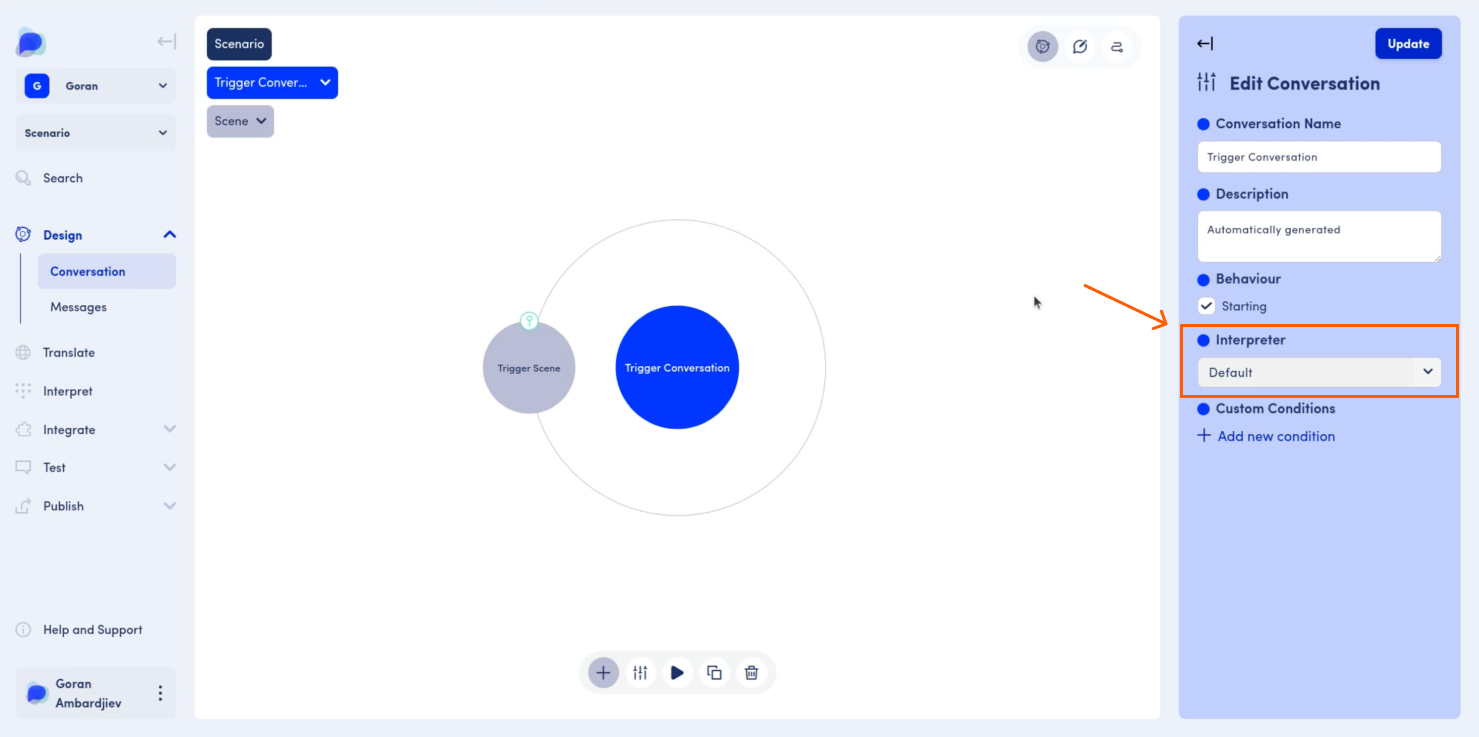 G
Goran
Scenario
Search
Design
Conversation
Messages
Translate
Interpret
Integrate
Test
Publish
Help and Support
Goran
Ambardjiev
Scenario
Trigger Conver...
Scene
Trigger Scene
Trigger Conversation
Update
Edit Conversation
Conversation Name
Trigger Conversation
Description
Automatically generated
Behaviour
Starting
Interpreter
Default
Custom Conditions
Add new condition